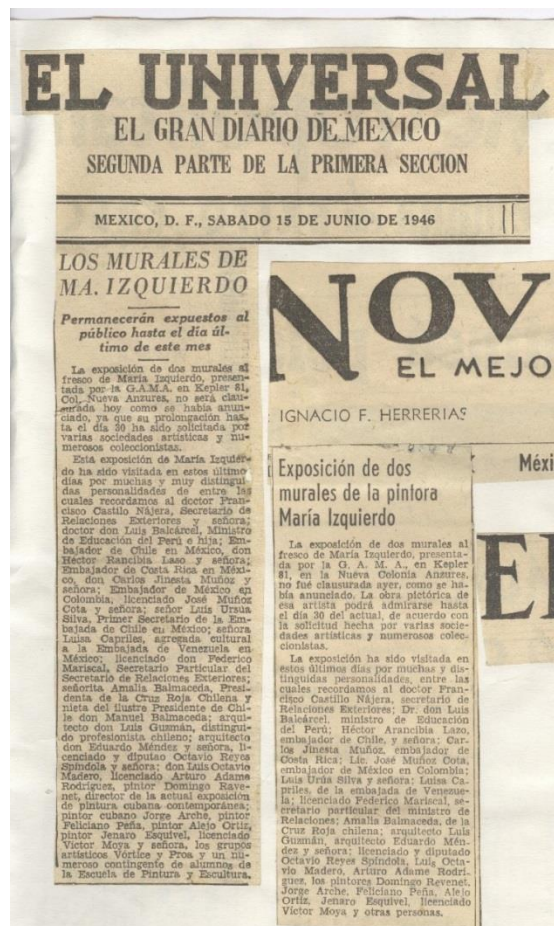 EL UNIVERSAL
EL GRAN DIARIO DE MEXICO
SEGUNDA PARTE DE LA PRIMERA SECCION
MEXICO, D. F., SABADO 15 DE JUNIO DE 1946
LOS MURALES DE
MA. IZQUIERDO
Permanecerán expuestos al
público hasta el día úl-
timo de este mes
La exposición de dos murales al
fresco de María Izquierdo, presen-
tada por la G.A.M.A. en Kepler 81,
Col. Nueva Anzures, no será clau-
surada hoy como se había anun-
ciado, ya que su prolongación has-
ta el día 30 ha sido solicitada por
varias sociedades artísticas y nu-
merosos coleccionistas.
Esta exposición de María Izquier-
do ha sido visitada en estos últimos
días por muchas y muy distingui-
das personalidades de entre las
cuales recordamos al doctor Fran-
cisco Castillo Nájera, Secretario de
Relaciones Exteriores y señora;
doctor don Luis Balcárcel, Ministro
de Educación del Perú e hija; Em-
bajador de Chile en México, don
Héctor Rancibia Laso y señora;
Embajador de Costa Rica en Méxi-
co, don Carlos Jinesta Muñoz y
señora; Embajador de México en
Colombia, licenciado José Muñoz
Cota y señora; señor Luis Ursúa
Silva, Primer Secretario de la Em-
bajada de Chile en México; señora
Luisa Capriles, agregada cultural
a la Embajada de Venezuela en
México; licenciado don Federico
Mariscal, Secretario Particular del
Secretario de Relaciones Exteriores;
señorita Amalia Balmaceda, Presi-
denta de la Cruz Roja Chilena y
nieta del ilustre Presidente de Chi-
le don Manuel Balmaceda; arqui-
tecto don Luis Guzmán, distingui-
do profesionista chileno; arquitecto
don Eduardo Méndez y señora, li-
cenciado y diputado Octavio Reyes
Spíndola y señora; don Luis Octavio
Madero, licenciado Arturo Adame
Rodríguez, pintor Domingo Rave-
net, director de la actual exposición
de pintura cubana contemporánea;
pintor cubano Jorge Arche, pintor
Feliciano Peña, pintor Alejo Ortiz,
pintor Jenaro Esquivel, licenciado
Víctor Moya y señora, los grupos
artísticos Vórtice y Proa y un nu-
meroso contingente de alumnos de
la Escuela de Pintura y Escultura.
NOV
EL MEJO
IGNACIO F. HERRERIAS
Méxi
Exposición de dos
murales de la pintora
María Izquierdo
La exposición de dos murales al
fresco de María Izquierdo, presenta-
da por la G. A. M. A., en Kepler
81, en la Nueva Colonia Anzures,
no fué clausurada ayer, como se ha-
bía anunciado. La obra pictórica de
esa artista podrá admirarse hasta
el día 30 del actual, de acuerdo con
la solicitud hecha por varias socie-
dades artísticas y numerosos colec-
cionistas.
La exposición ha sido visitada en
estos últimos días por muchas y dis-
tinguidas personalidades, entre las
cuales recordamos al doctor Fran-
cisco Castillo Nájera, secretario de
Relaciones Exteriores; Dr. don Luis
Balcárcel, ministro de Educación
del Perú; Héctor Arancibia Lazo,
embajador de Chile, y señora; Car-
los Jinesta Muñoz, embajador de
Costa Rica; Lic. José Muñoz Cota,
embajador de México en Colombia;
Luis Urúa Silva y señora; Luisa Ca-
priles, de la embajada de Venezue-
la; licenciado Federico Mariscal, se-
cretario particular del ministro de
Relaciones; Amalia Balmaceda, de la
Cruz Roja chilena; arquitecto Luis
Guzmán, arquitecto Eduardo Mén-
dez y señora; licenciado y diputado
Octavio Reyes Spíndola, Luis Octa-
vio Madero, Arturo Adame Rodrí-
guez, los pintores Domingo Revenet,
Jorge Arche, Feliciano Peña, Alejo
Ortiz, Jenaro Esquivel, licenciado
Víctor Moya y otras personas.
El